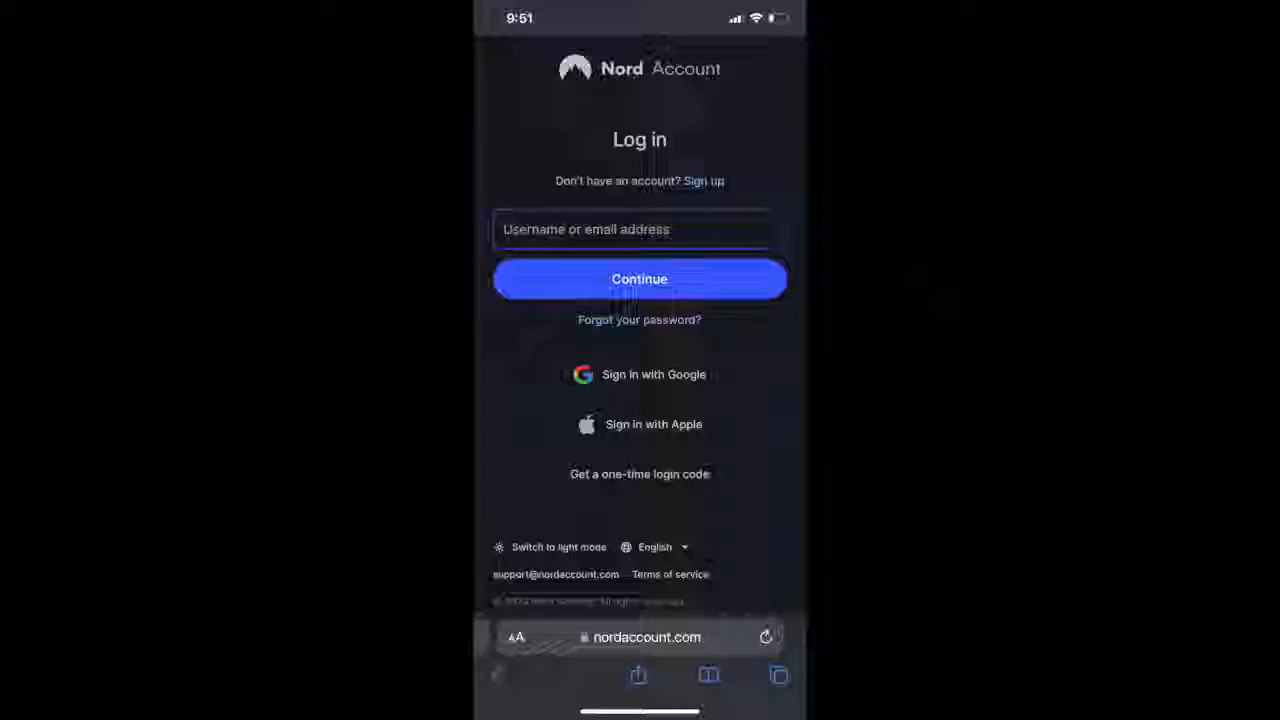 9:51
Nord Account
Log in
Don't have an account? Sign up
Username or email address
Continue
Forgot your password?
Sign in with Google
Sign in with Apple
Get a one-time login code
Switch to light mode English
support@nordaccount.com Terms of service
AA nordaccount.com